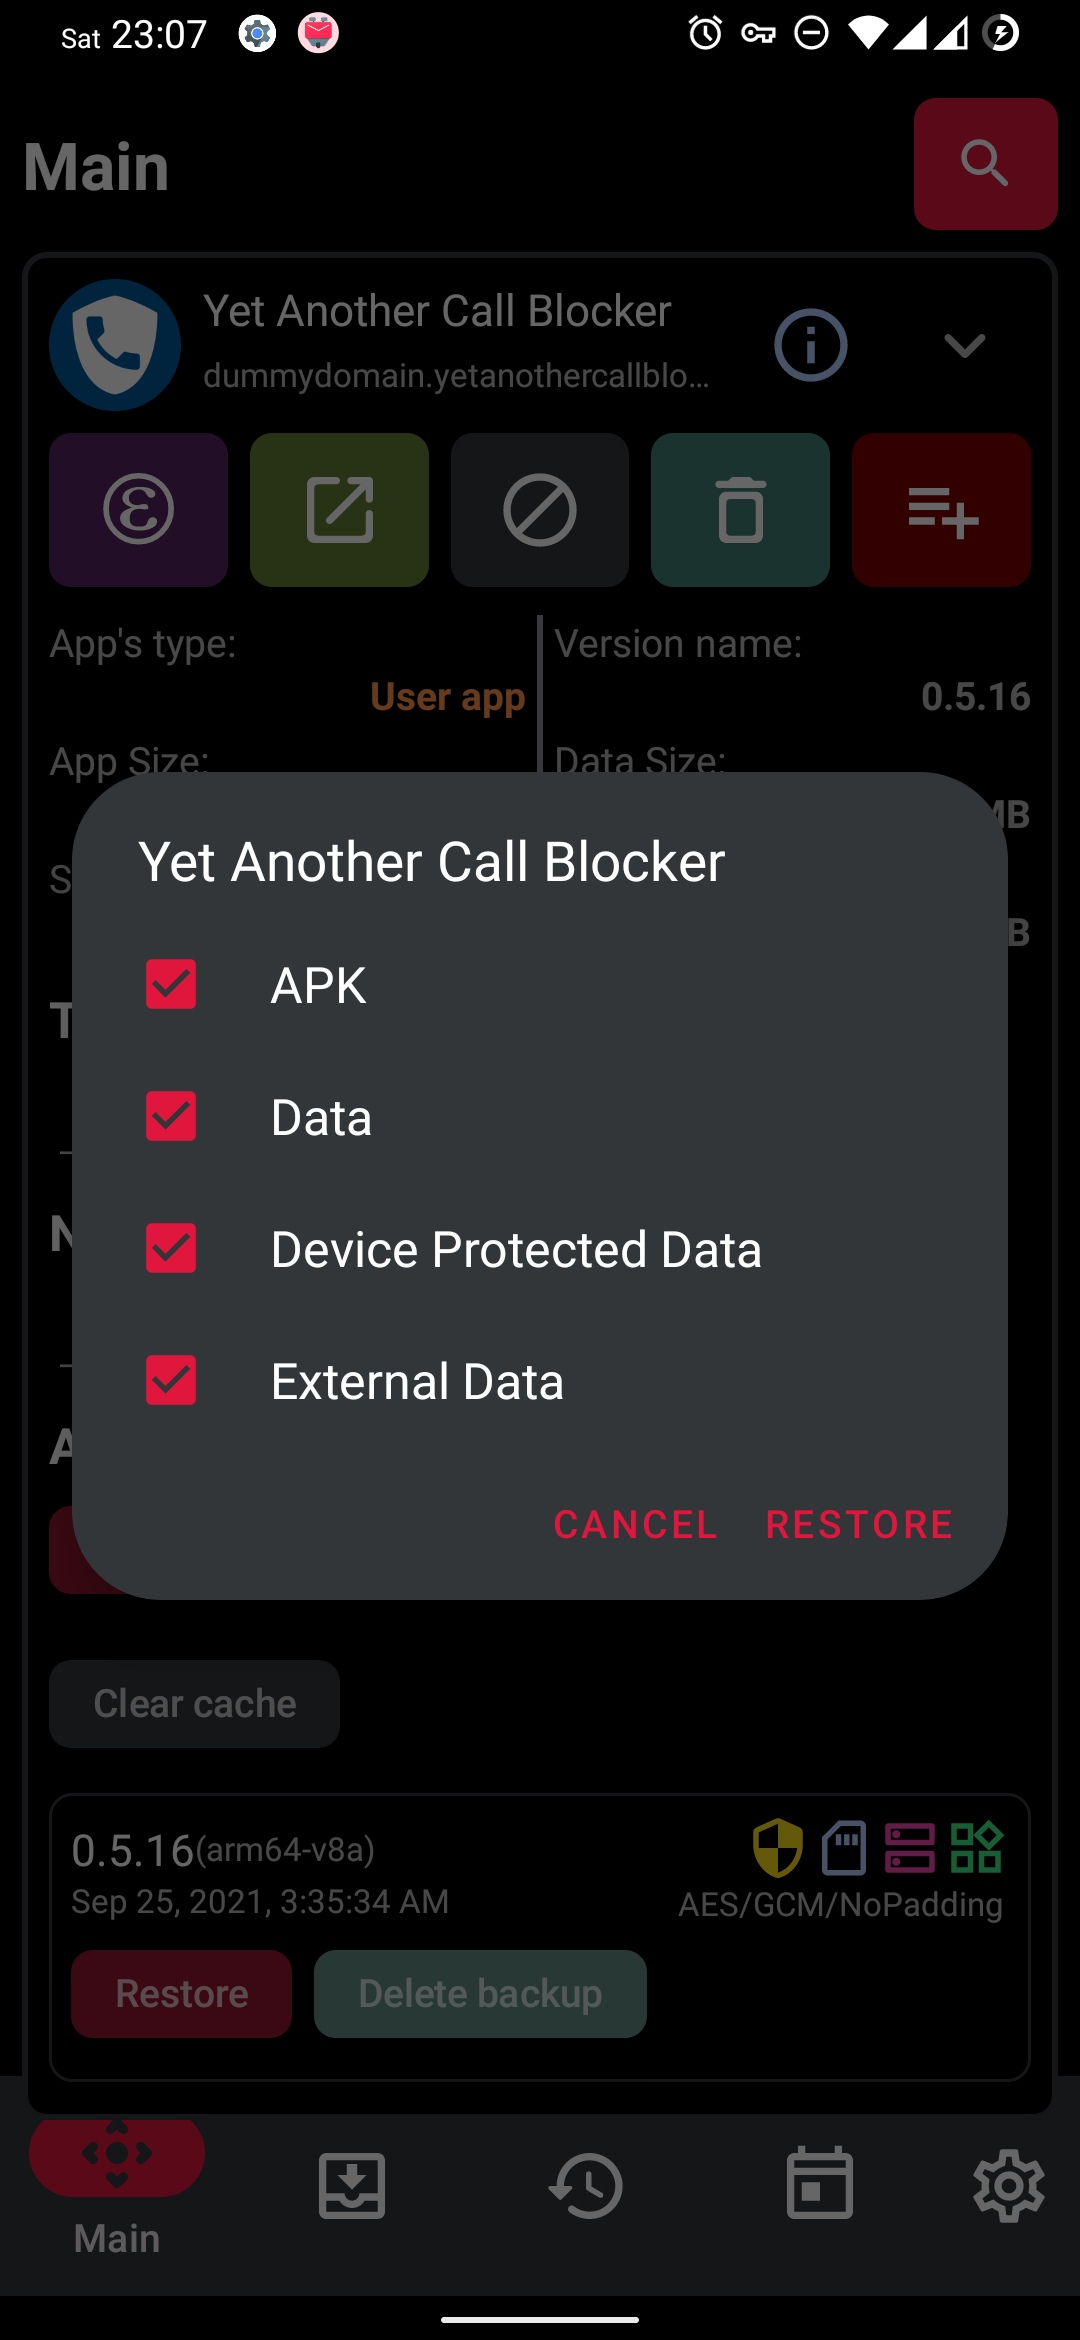 Sat 23:07
Main
Yet Another Call Blocker
dummydomain.yetanothercallblo...
App's type:
Version name:
User app
0.5.16
App Size:
Data Size:
MB
Yet Another Call Blocker
S
B
APK
T
Data
N
Device Protected Data
External Data
A
CANCEL RESTORE
Clear cache
0.5.16(arm64-v8a)
Sep 25, 2021, 3:35:34 AM
AES/GCM/NoPadding
Restore
Delete backup
Main